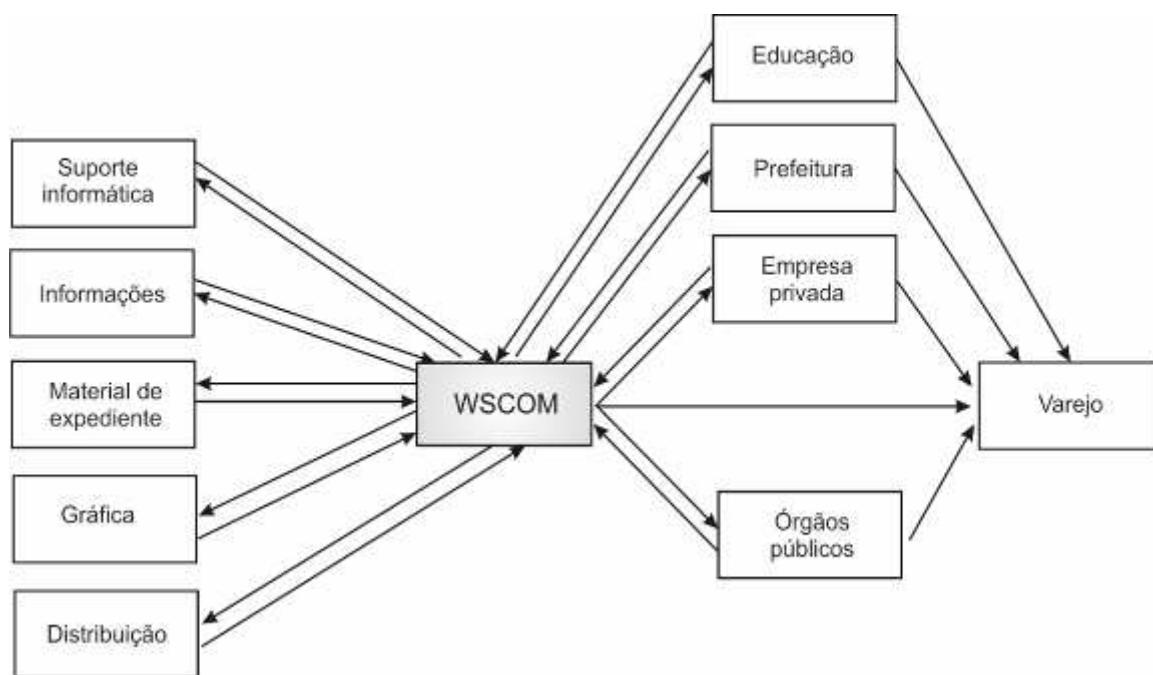 Suporte
informática
Informações
Material de
expediente
Gráfica
Distribuição
WSCOM
Educação
Prefeitura
Empresa
privada
Órgãos
públicos
Varejo